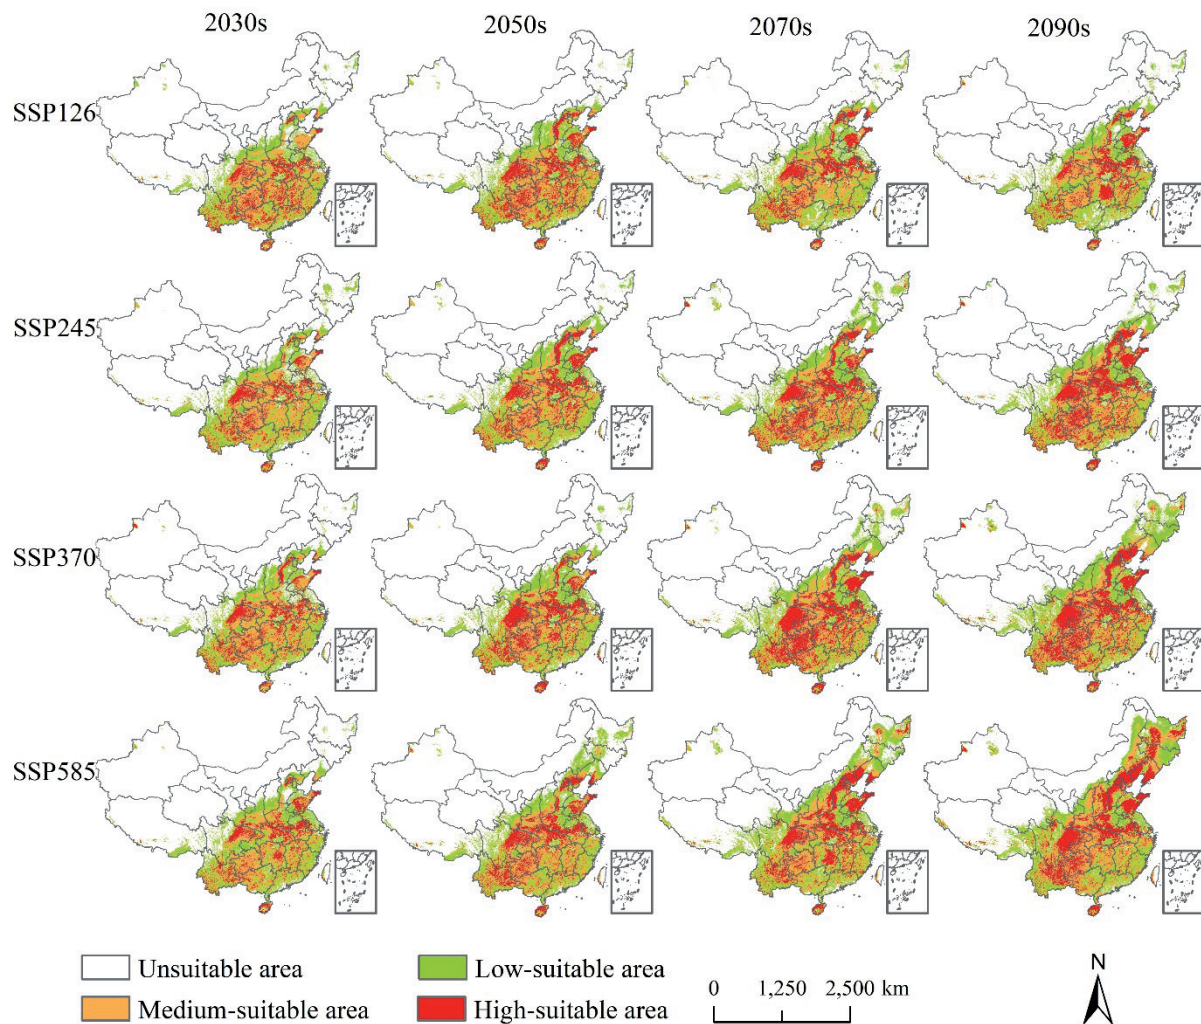 2030s 2050s 2070s 2090s
SSP126
SSP245
SSP370
SSP585
Unsuitable area
Low-suitable area
Medium-suitable area
High-suitable area
0 1,250 2,500 km
N